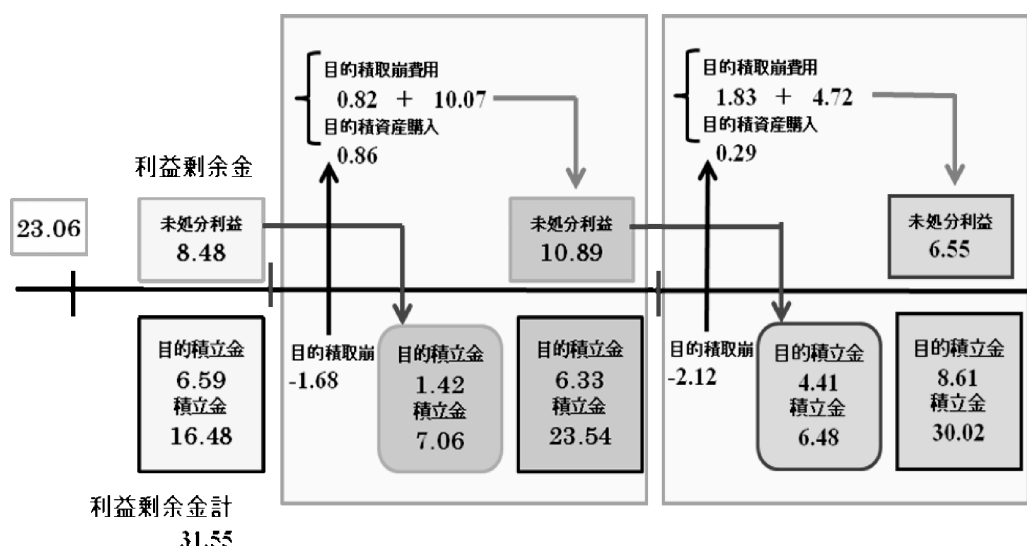 利益剰余金
23.06
未処分利益
8.48
目的積立金
6.59
積立金
16.48
利益剰余金計
31.55
目的積取崩費用
0.82 + 10.07
目的積資産購入
0.86
目的積取崩
-1.68
目的積立金
1.42
積立金
7.06
未処分利益
10.89
目的積立金
6.33
積立金
23.54
目的積取崩費用
1.83 + 4.72
目的積資産購入
0.29
目的積取崩
-2.12
目的積立金
4.41
積立金
6.48
未処分利益
6.55
目的積立金
8.61
積立金
30.02